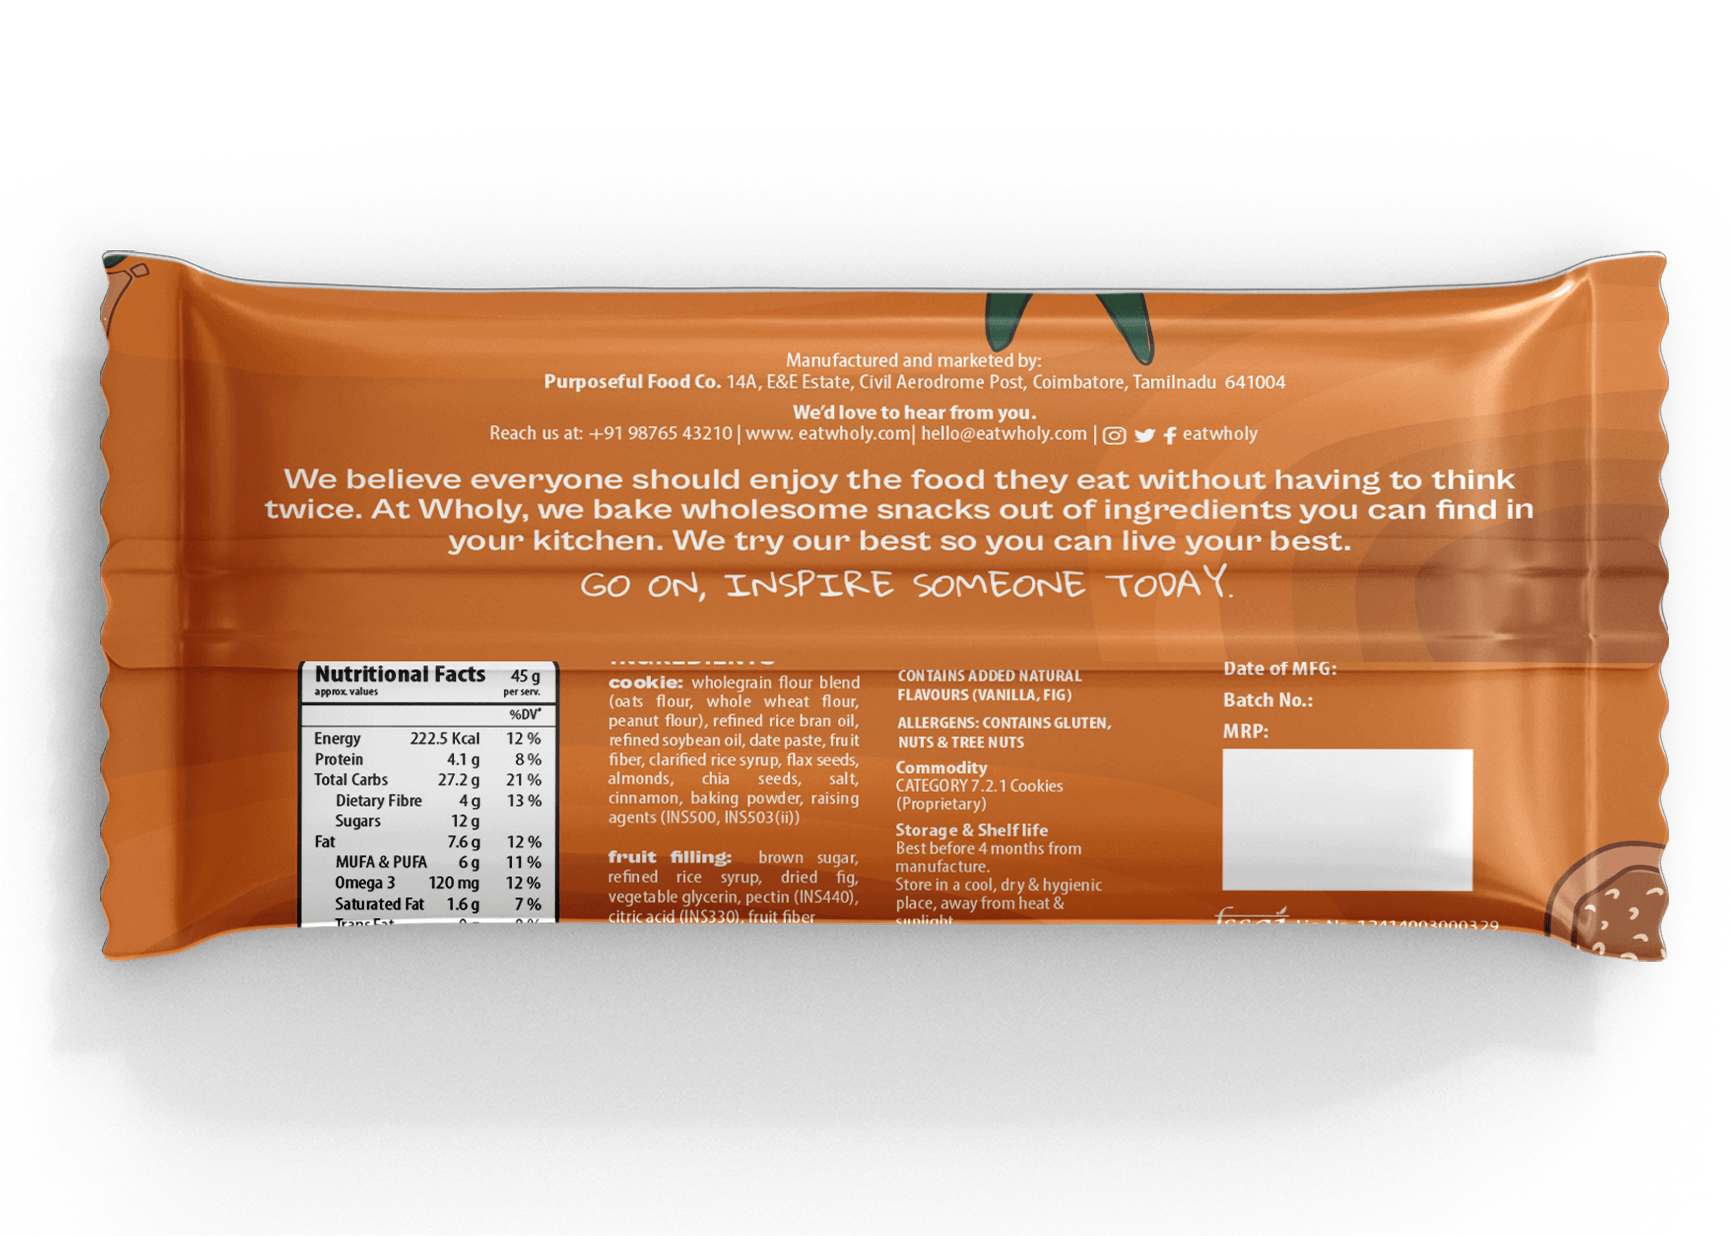 Manufactured and marketed by:
Purposeful Food Co. 14A, E&E Estate, Civil Aerodrome Post, Coimbatore, Tamilnadu 641004
We'd love to hear from you.
Reach us at: +91 98765 43210 | www. eatwholy.com| hello@eatwholy.com | eatwholy
We believe everyone should enjoy the food they eat without having to think
twice. At Wholy, we bake wholesome snacks out of ingredients you can find in
your kitchen. We try our best so you can live your best.
GO ON, INSPIRE SOMEONE TODAY.
Nutritional Facts 45 g
approx. values per serv.
%DV*
Energy 222.5 Kcal 12 %
Protein 4.1 g 8 %
Total Carbs 27.2 g 21 %
Dietary Fibre 4 g 13 %
Sugars 12 g
Fat 7.6 g 12 %
MUFA & PUFA 6 g 11 %
Omega 3 120 mg 12 %
Saturated Fat 1.6 g 7 %
Trans Fat 0 g 0 %
INGREDIENTS
cookie: wholegrain flour blend
(oats flour, whole wheat flour,
peanut flour), refined rice bran oil,
refined soybean oil, date paste, fruit
fiber, clarified rice syrup, flax seeds,
almonds, chia seeds, salt,
cinnamon, baking powder, raising
agents (INS500, INS503(ii))
fruit filling: brown sugar,
refined rice syrup, dried fig,
vegetable glycerin, pectin (INS440),
citric acid (INS330), fruit fiber
CONTAINS ADDED NATURAL
FLAVOURS (VANILLA, FIG)
ALLERGENS: CONTAINS GLUTEN,
NUTS & TREE NUTS
Commodity
CATEGORY 7.2.1 Cookies
(Proprietary)
Storage & Shelf life
Best before 4 months from
manufacture.
Store in a cool, dry & hygienic
place, away from heat &
sunlight
Date of MFG:
Batch No.:
MRP:
fssai Lic. No. 12414003000329